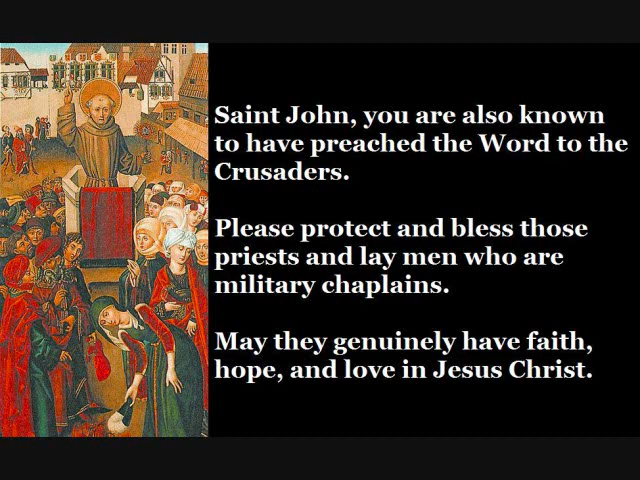 Saint John, you are also known
to have preached the Word to the
Crusaders.
Please protect and bless those
priests and lay men who are
military chaplains.
May they genuinely have faith,
hope, and love in Jesus Christ.